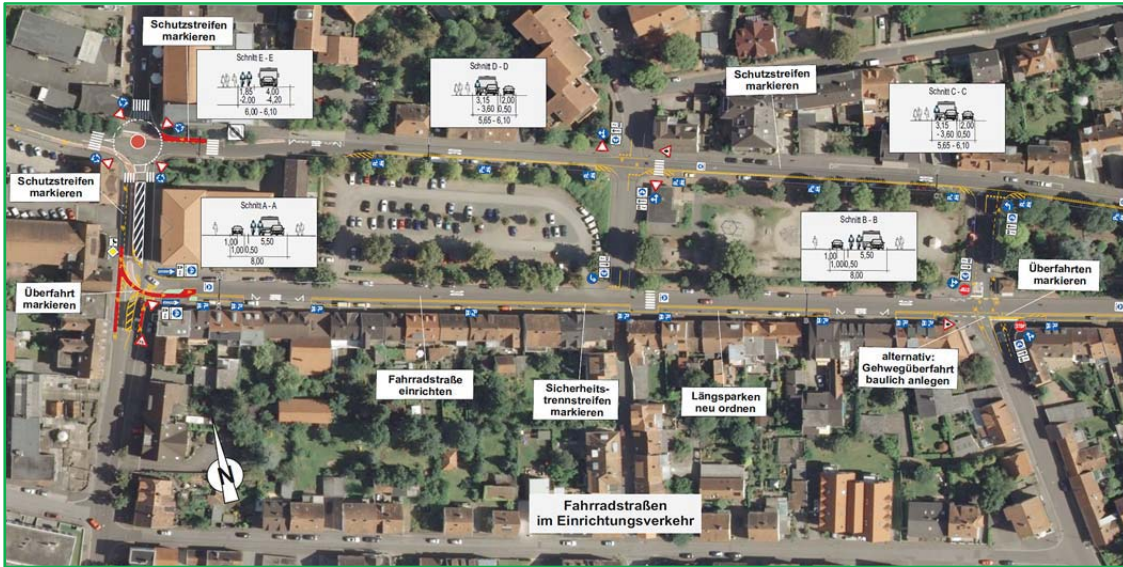 Schutzstreifen
markieren
Schnitt E - E
1,85
-2,00
4,00
-4,20
6,00 - 6,10
Schnitt D - D
3,15
- 3,60
2,00
0,50
5,65 - 6,10
Schutzstreifen
markieren
Schnitt C - C
3,15
- 3,60
2,00
0,50
5,65 - 6,10
Schutzstreifen
markieren
Schnitt A - A
1,00
5,50
1,00
0,50
8,00
Schnitt B - B
1,00
5,50
1,00
0,50
8,00
Überfahrt
markieren
Überfahrten
markieren
Fahrradstraße
einrichten
Sicherheits-
trennstreifen
markieren
Längsparken
neu ordnen
alternativ:
Gehwegüberfahrt
baulich anlegen
N
Fahrradstraßen
im Einrichtungsverkehr